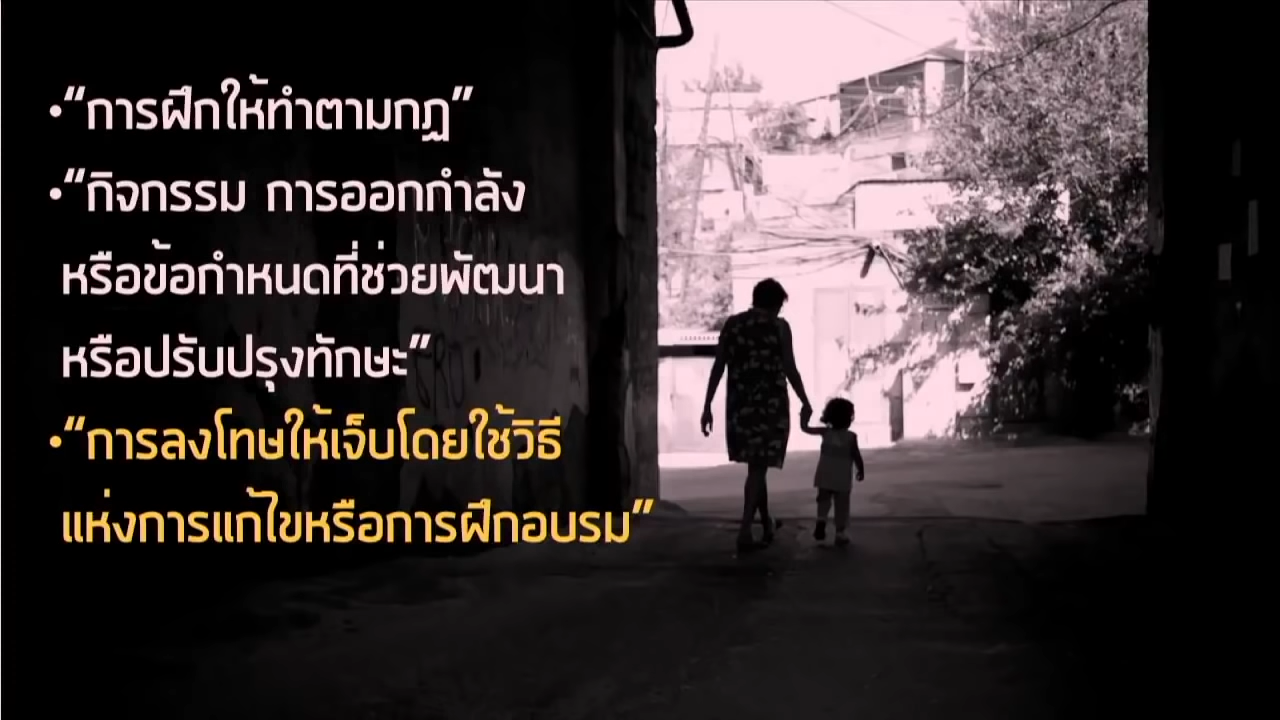 •“การฝึกให้ทำตามกฏ”
•“กิจกรรม การออกกำลัง
หรือข้อกำหนดที่ช่วยพัฒนา
หรือปรับปรุงทักษะ”
•“การลงโทษให้เจ็บโดยใช้วิธี
แห่งการแก้ไขหรือการฝึกอบรม”